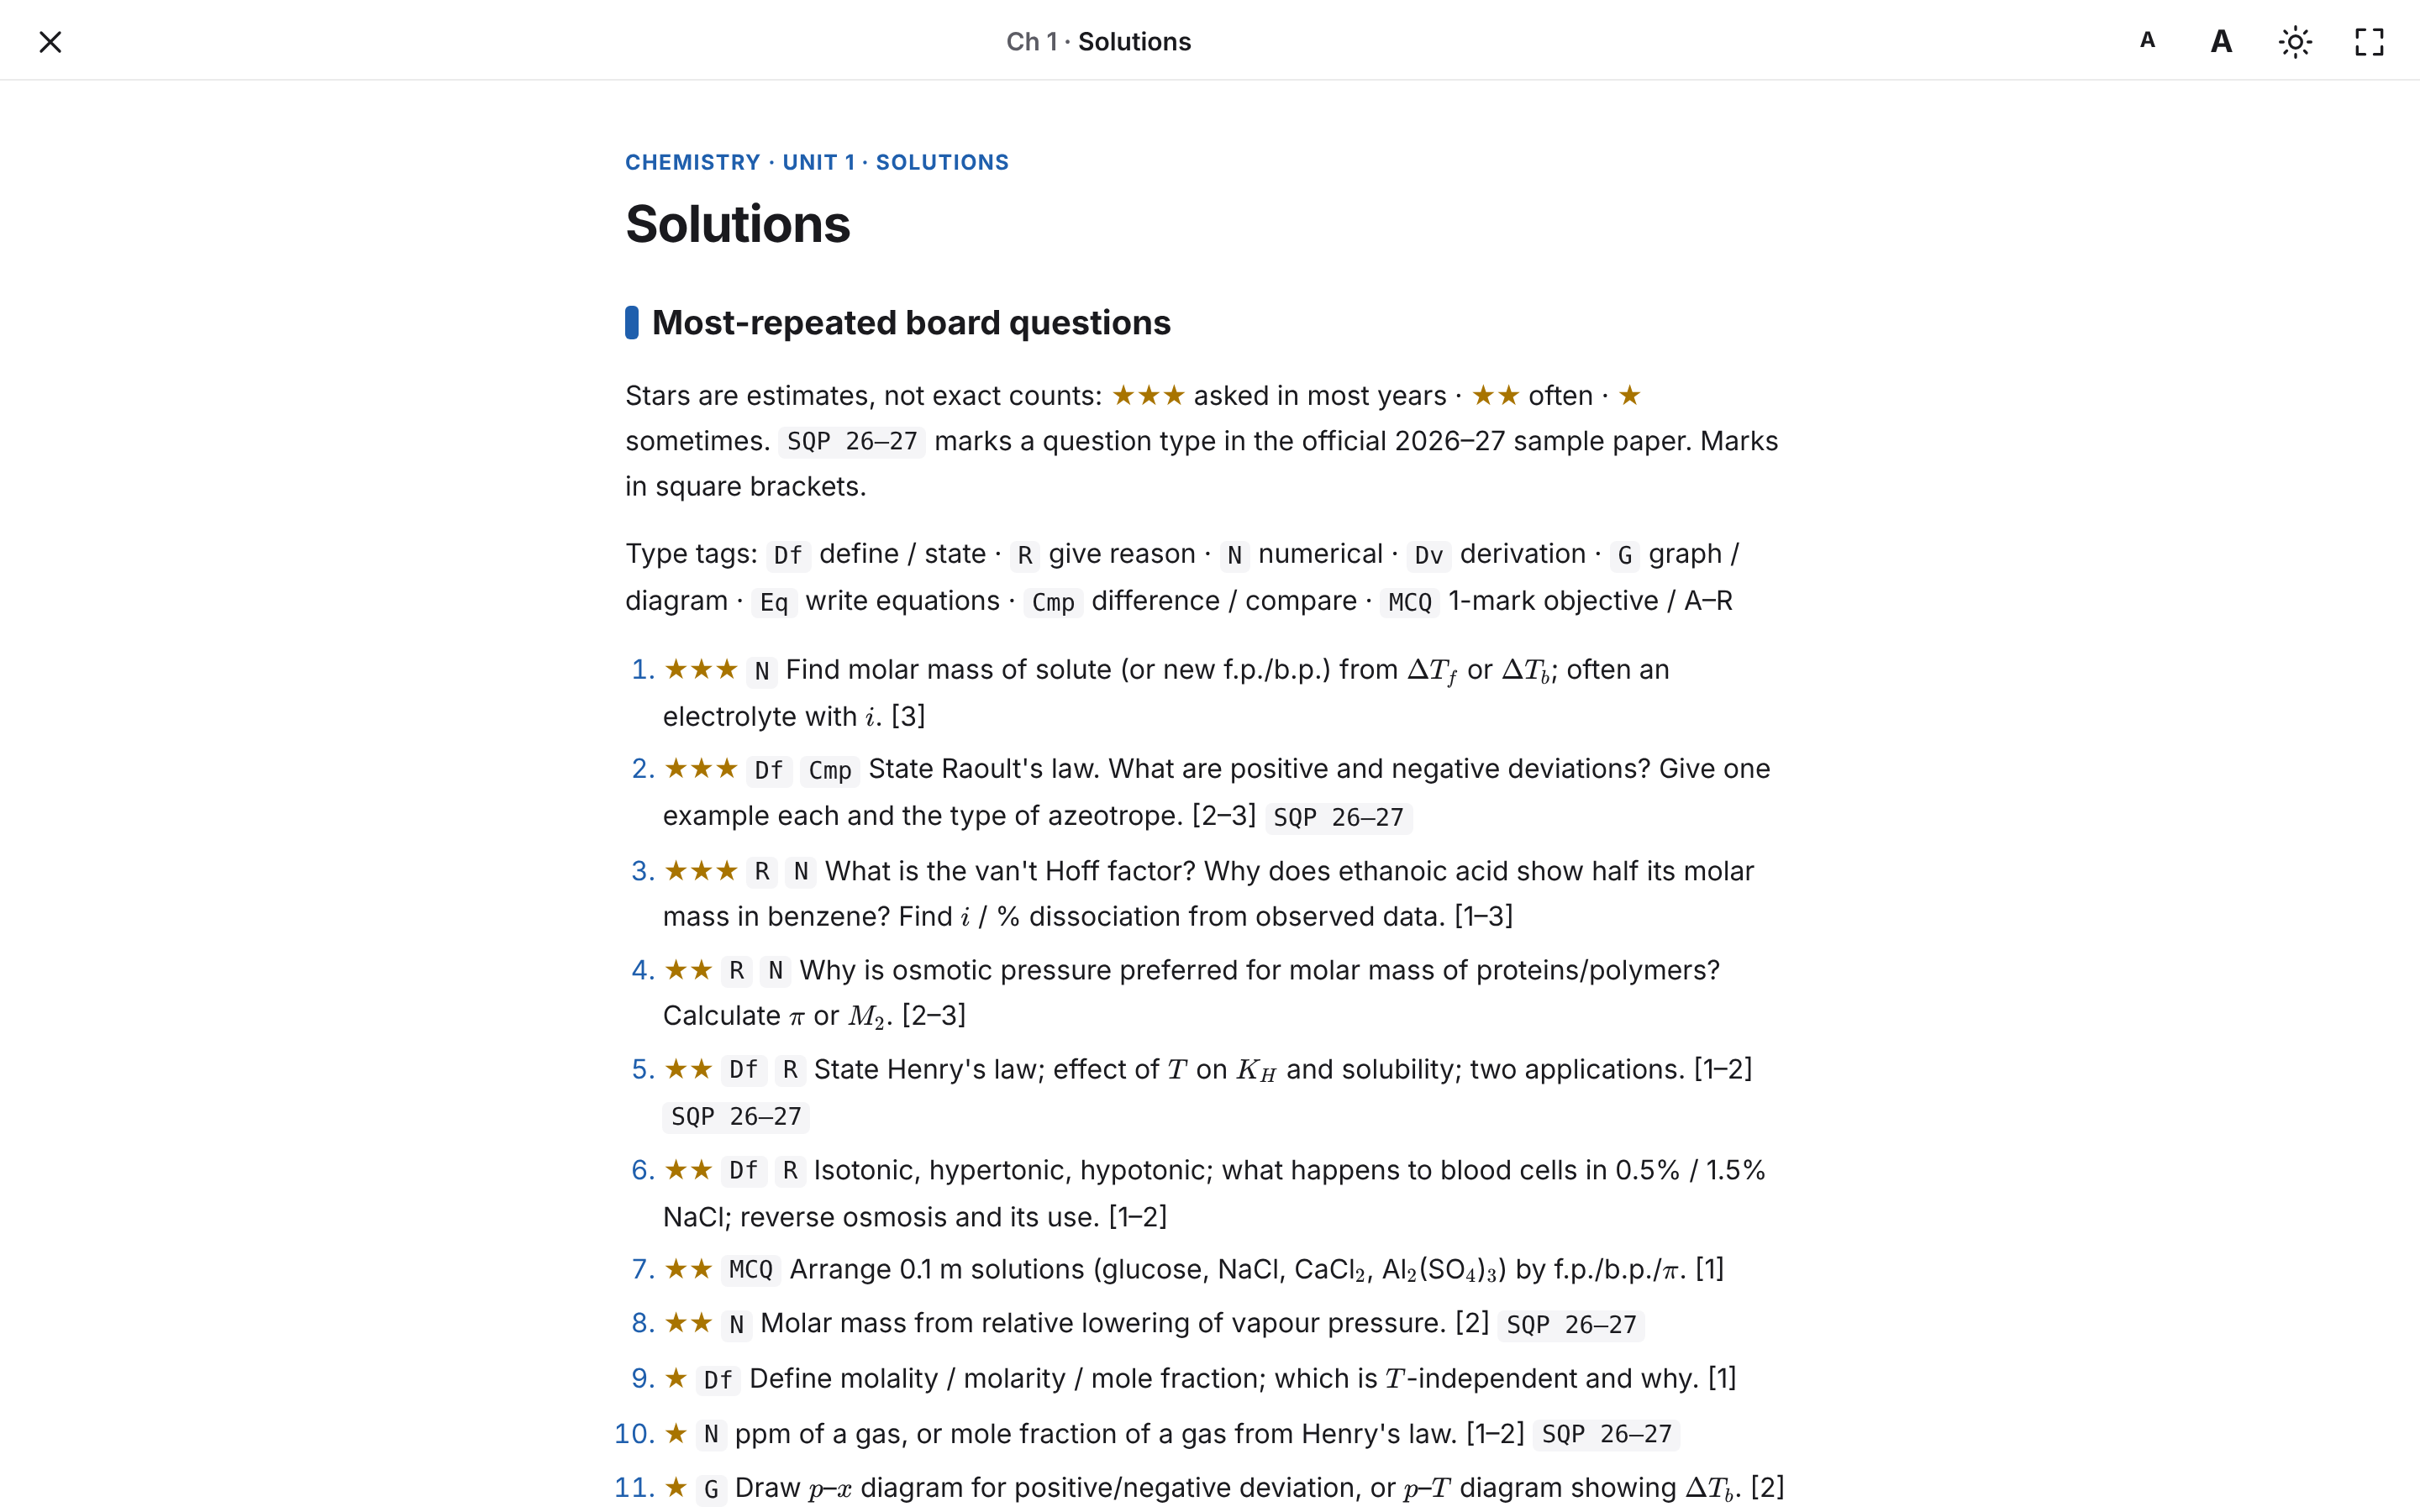 Ch 1 · Solutions
A A
CHEMISTRY · UNIT 1 · SOLUTIONS
Solutions
Most-repeated board questions
Stars are estimates, not exact counts: ★★★ asked in most years · ★★ often · ★
sometimes. SQP 26–27 marks a question type in the official 2026–27 sample paper. Marks
in square brackets.
Type tags: Df define / state · R give reason · N numerical · Dv derivation · G graph /
diagram · Eq write equations · Cmp difference / compare · MCQ 1-mark objective / A–R
1. ★★★ N Find molar mass of solute (or new f.p./b.p.) from ΔT_f or ΔT_b; often an
electrolyte with i. [3]
2. ★★★ Df Cmp State Raoult's law. What are positive and negative deviations? Give one
example each and the type of azeotrope. [2–3] SQP 26–27
3. ★★★ R N What is the van't Hoff factor? Why does ethanoic acid show half its molar
mass in benzene? Find i / % dissociation from observed data. [1–3]
4. ★★ R N Why is osmotic pressure preferred for molar mass of proteins/polymers?
Calculate π or M₂. [2–3]
5. ★★ Df R State Henry's law; effect of T on K_H and solubility; two applications. [1–2]
SQP 26–27
6. ★★ Df R Isotonic, hypertonic, hypotonic; what happens to blood cells in 0.5% / 1.5%
NaCl; reverse osmosis and its use. [1–2]
7. ★★ MCQ Arrange 0.1 m solutions (glucose, NaCl, CaCl₂, Al₂(SO₄)₃) by f.p./b.p./π. [1]
8. ★★ N Molar mass from relative lowering of vapour pressure. [2] SQP 26–27
9. ★ Df Define molality / molarity / mole fraction; which is T-independent and why. [1]
10. ★ N ppm of a gas, or mole fraction of a gas from Henry's law. [1–2] SQP 26–27
11. ★ G Draw p–x diagram for positive/negative deviation, or p–T diagram showing ΔT_b. [2]